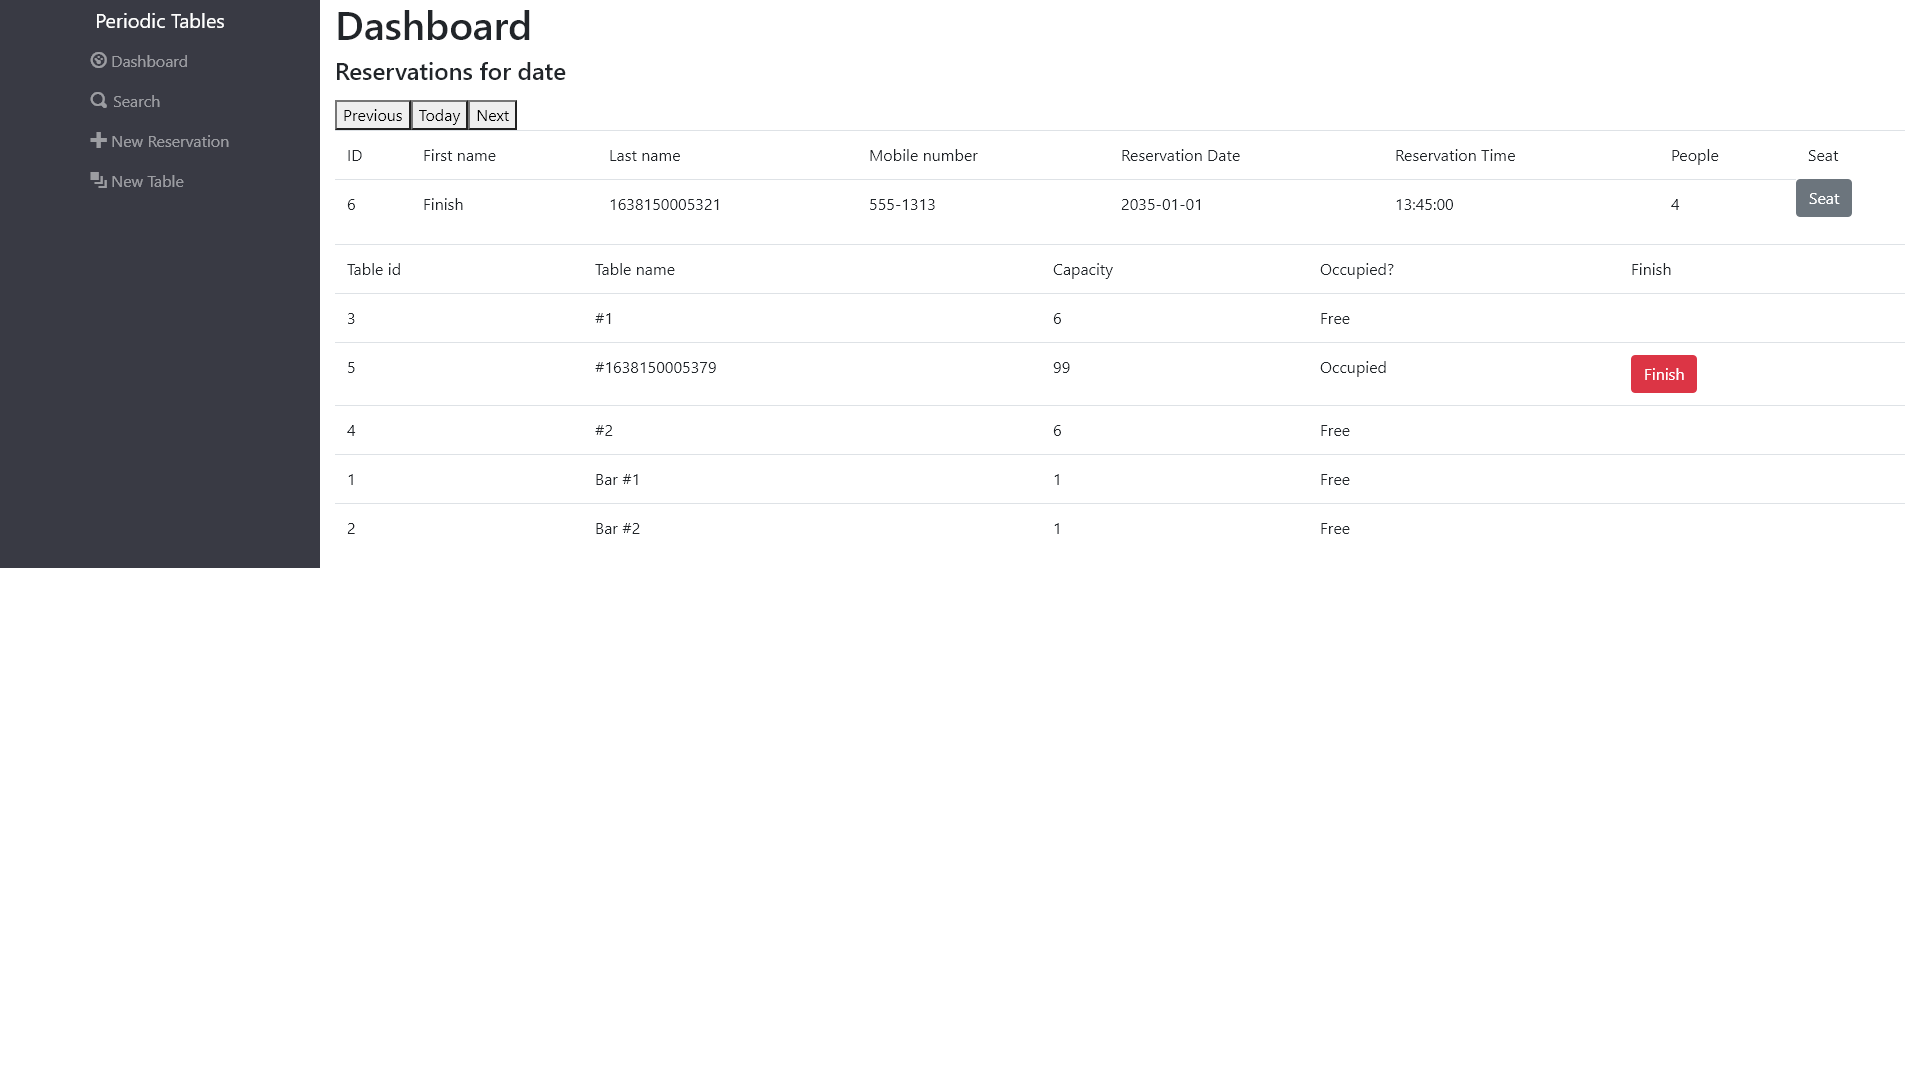 Periodic Tables
Dashboard
Search
New Reservation
New Table
Dashboard
Reservations for date
Previous Today Next
ID First name Last name Mobile number Reservation Date Reservation Time People Seat
6 Finish 1638150005321 555-1313 2035-01-01 13:45:00 4 Seat
Table id Table name Capacity Occupied? Finish
3 #1 6 Free
5 #1638150005379 99 Occupied Finish
4 #2 6 Free
1 Bar #1 1 Free
2 Bar #2 1 Free